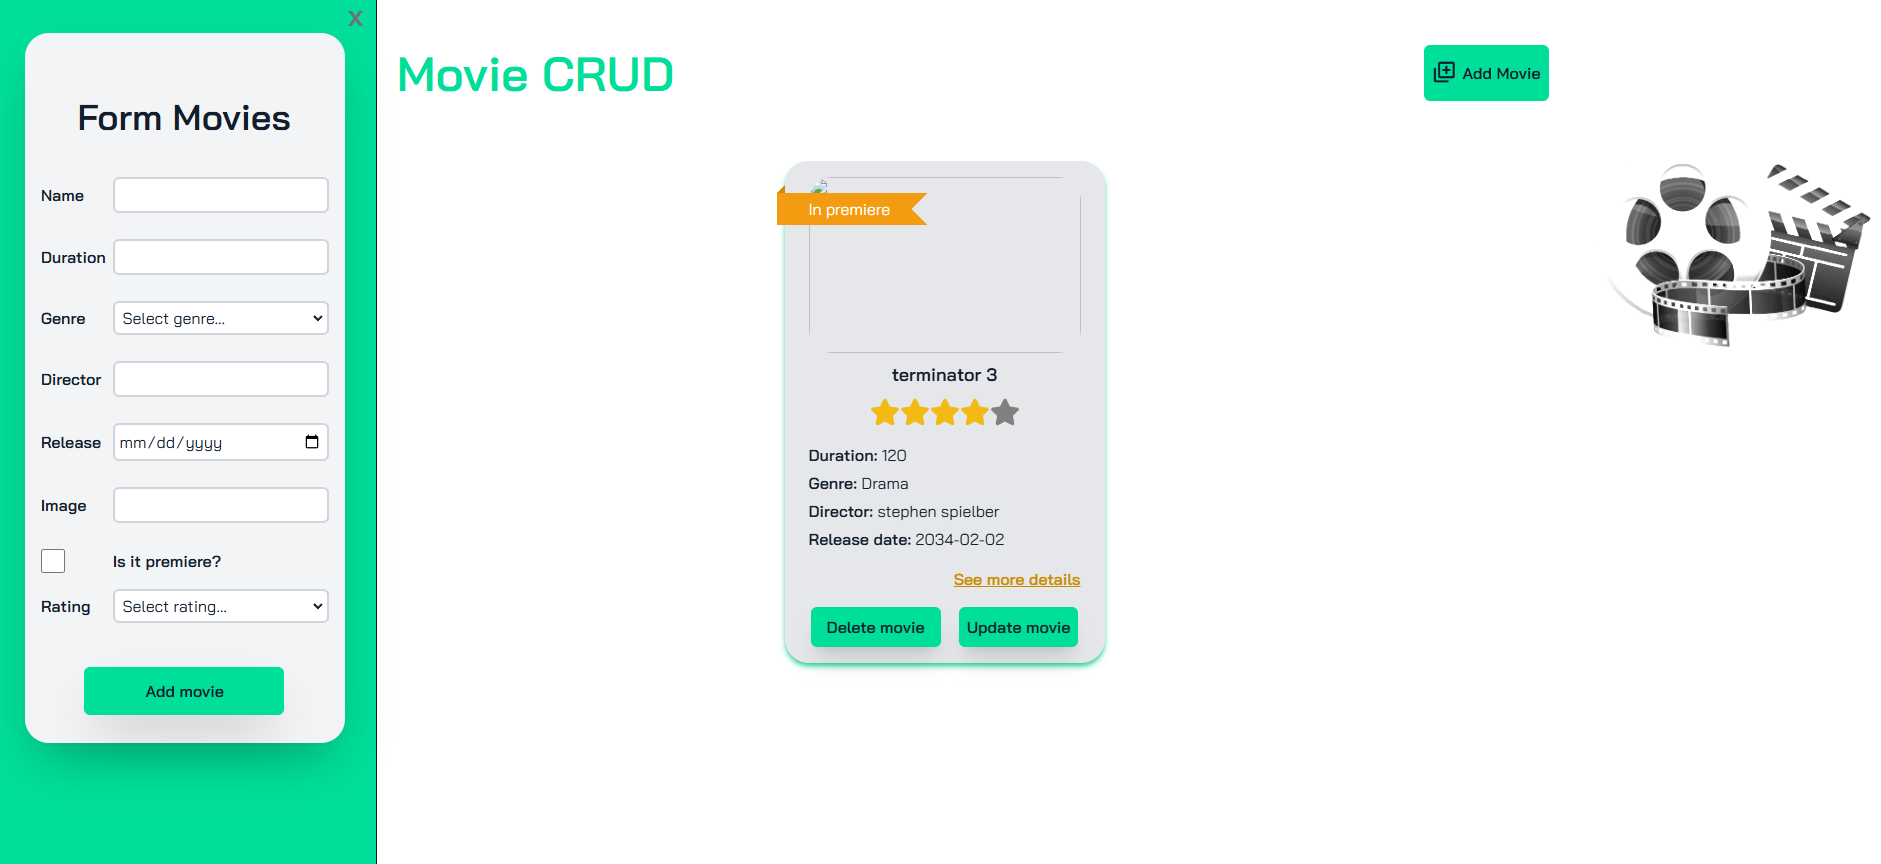 X
Form Movies
Name
Duration
Genre Select genre...
Director
Release mm/dd/yyyy
Image
Is it premiere?
Rating Select rating...
Add movie
Movie CRUD
Add Movie
In premiere
terminator 3
Duration: 120
Genre: Drama
Director: stephen spielber
Release date: 2034-02-02
See more details
Delete movie Update movie